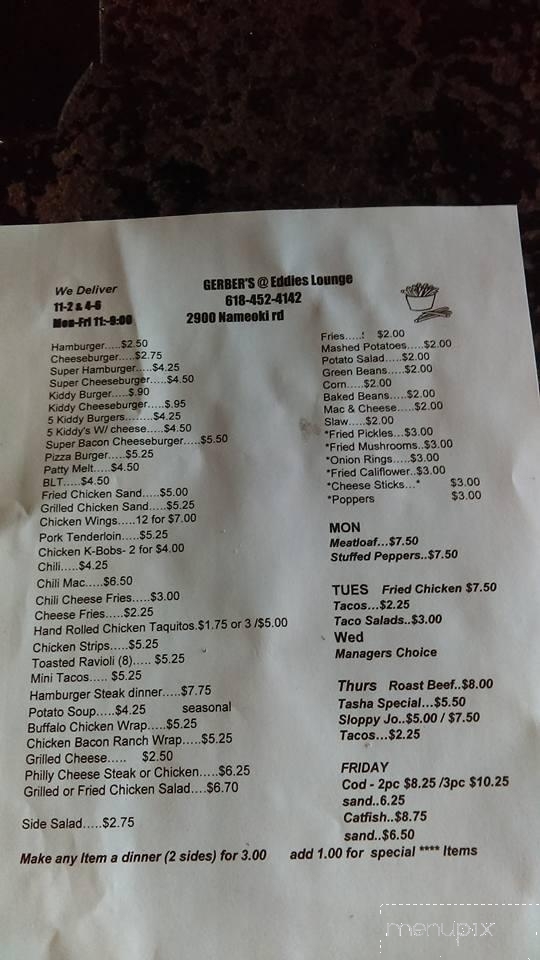 We Deliver
11-2 & 4-6
Mon-Fri 11:-9:00
GERBER'S @ Eddies Lounge
618-452-4142
2900 Nameoki rd
Hamburger.....$2.50
Cheeseburger.....$2.75
Super Hamburger.....$4.25
Super Cheeseburger.....$4.50
Kiddy Burger.....$.90
Kiddy Cheeseburger.....$.95
5 Kiddy Burgers........$4.25
5 Kiddy's W/ cheese.....$4.50
Super Bacon Cheeseburger.....$5.50
Pizza Burger.....$5.25
Patty Melt.....$4.50
BLT.....$4.50
Fried Chicken Sand.....$5.00
Grilled Chicken Sand.....$5.25
Chicken Wings.....12 for $7.00
Pork Tenderloin.....$5.25
Chicken K-Bobs- 2 for $4.00
Chili.....$4.25
Chili Mac.....$6.50
Chili Cheese Fries.....$3.00
Cheese Fries.....$2.25
Hand Rolled Chicken Taquitos.$1.75 or 3 /$5.00
Chicken Strips.....$5.25
Toasted Ravioli (8)..... $5.25
Mini Tacos..... $5.25
Hamburger Steak dinner.....$7.75
Potato Soup.....$4.25 seasonal
Buffalo Chicken Wrap.....$5.25
Chicken Bacon Ranch Wrap.....$5.25
Grilled Cheese..... $2.50
Philly Cheese Steak or Chicken.....$6.25
Grilled or Fried Chicken Salad....$6.70
Side Salad.....$2.75
Fries.....: $2.00
Mashed Potatoes.....$2.00
Potato Salad.....$2.00
Green Beans.....$2.00
Corn.....$2.00
Baked Beans.....$2.00
Mac & Cheese.....$2.00
Slaw.....$2.00
*Fried Pickles...$3.00
*Fried Mushrooms..$3.00
*Onion Rings.....$3.00
*Fried Califlower..$3.00
*Cheese Sticks...* $3.00
*Poppers $3.00
MON
Meatloaf...$7.50
Stuffed Peppers..$7.50
TUES Fried Chicken $7.50
Tacos...$2.25
Taco Salads..$3.00
Wed
Managers Choice
Thurs Roast Beef..$8.00
Tasha Special...$5.50
Sloppy Jo..$5.00 / $7.50
Tacos...$2.25
FRIDAY
Cod - 2pc $8.25 /3pc $10.25
sand..6.25
Catfish..$8.75
sand..$6.50
Make any Item a dinner (2 sides) for 3.00 add 1.00 for special **** Items
menupix